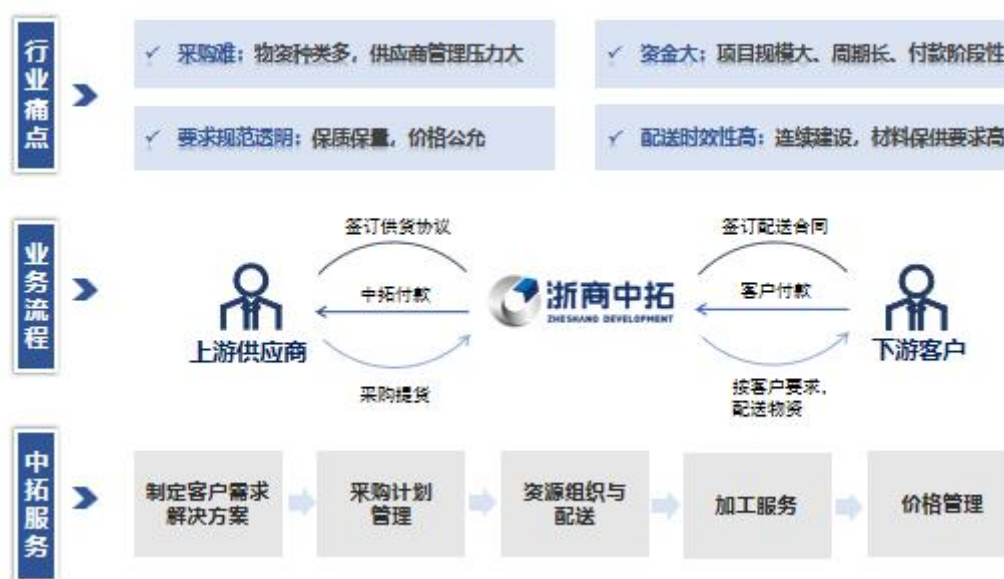 行业痛点
采购难：物资种类多，供应商管理压力大
资金大：项目规模大、周期长、付款阶段性
要求规范透明：保质保量，价格公允
配送时效性高：连续建设，材料保供要求高
业务流程
签订供货协议
签订配送合同
中拓付款
浙商中拓
ZHESHANG DEVELOPMENT
客户付款
上游供应商
下游客户
采购提货
按客户要求，
配送物资
中拓服务
制定客户需求
解决方案
采购计划
管理
资源组织与
配送
加工服务
价格管理